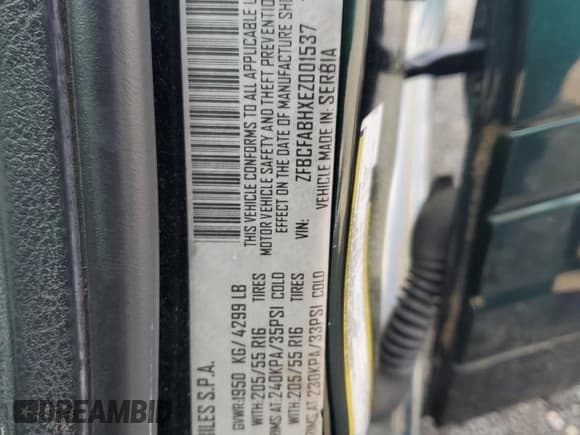 BILES S.P.A.
GVWR:1950 KG/ 4299 LB
WITH:205/55 R16 TIRES
RIMS AT:240KPA/35PSI COLD
WITH:205/55 R16 TIRES
RIMS AT:230KPA/33PSI COLD
THIS VEHICLE CONFORMS TO ALL APPLICABLE
MOTOR VEHICLE SAFETY AND THEFT PREVENTION
EFFECT ON THE DATE OF MANUFACTURE SH
VIN: ZFBCFABHXEZ001537
VEHICLE MADE IN: SERBIA
DREAMBID